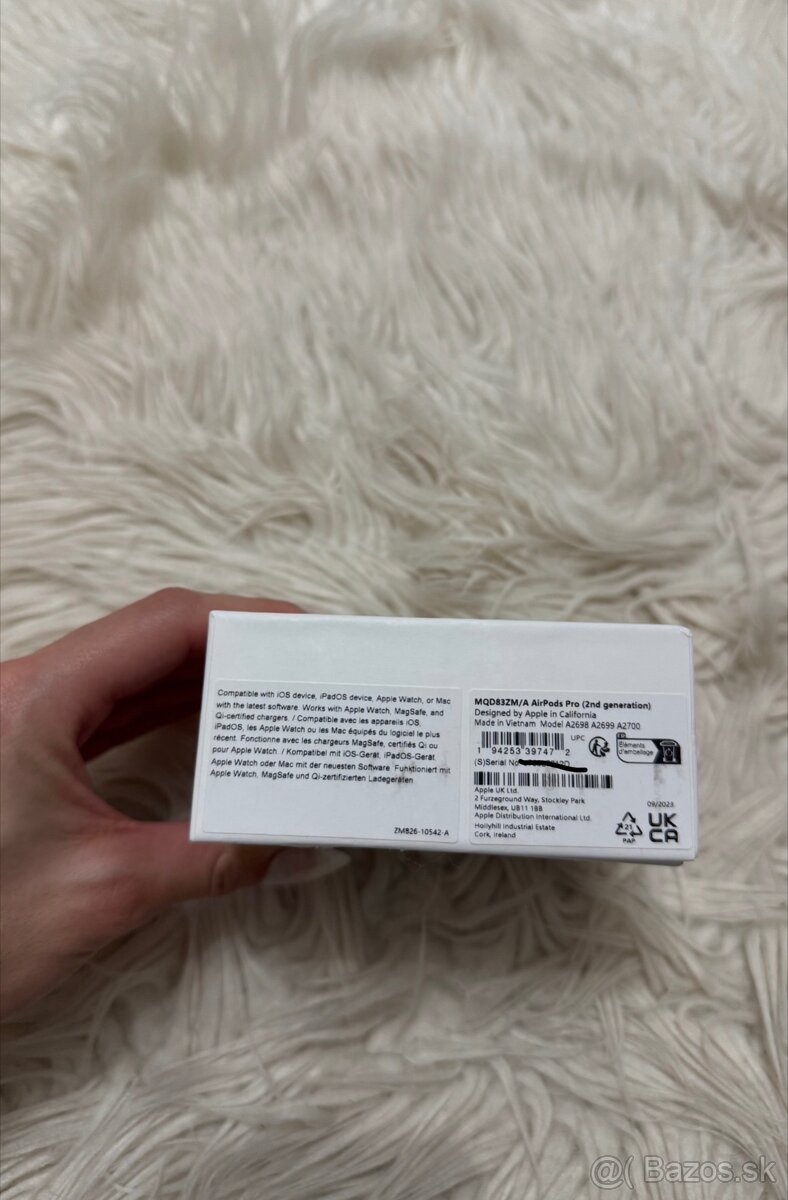 Compatible with iOS device, iPadOS device, Apple Watch, or Mac
with the latest software. Works with Apple Watch, MagSafe, and
Qi-certified chargers. / Compatible avec les appareils iOS,
iPadOS, les Apple Watch ou les Mac équipés du logiciel le plus
récent. Fonctionne avec les chargeurs MagSafe, certifiés Qi ou
pour Apple Watch. / Kompatibel mit iOS-Gerät, iPadOS-Gerät
Apple Watch oder Mac mit der neuesten Software. Funktioniert mit
Apple Watch, MagSafe und Qi-zertifizierten Ladegeräten.
ZM826-10542-A
MQD83ZM/A AirPods Pro (2nd generation)
Designed by Apple in California
Made in Vietnam Model A2698 A2699 A2700
UPC
1 94253 39747 2
Éléments
d'emballage
(S)Serial No
Apple UK Ltd.
2 Furzeground Way, Stockley Park
Middlesex, UB11 1BB
Apple Distribution International Ltd.
Hollyhill Industrial Estate
Cork, Ireland
09/2023
21
PAP
UK
CA
@( Bazos.sk